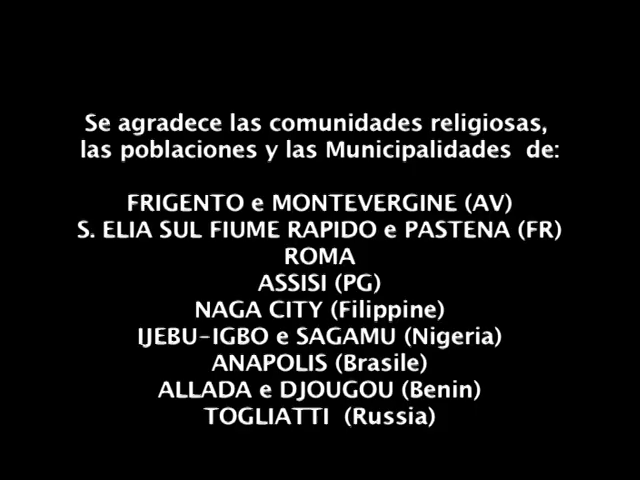 Se agradece las comunidades religiosas,
las poblaciones y las Municipalidades de:
FRIGENTO e MONTEVERGINE (AV)
S. ELIA SUL FIUME RAPIDO e PASTENA (FR)
ROMA
ASSISI (PG)
NAGA CITY (Filippine)
IJEBU-IGBO e SAGAMU (Nigeria)
ANAPOLIS (Brasile)
ALLADA e DJOUGOU (Benin)
TOGLIATTI (Russia)